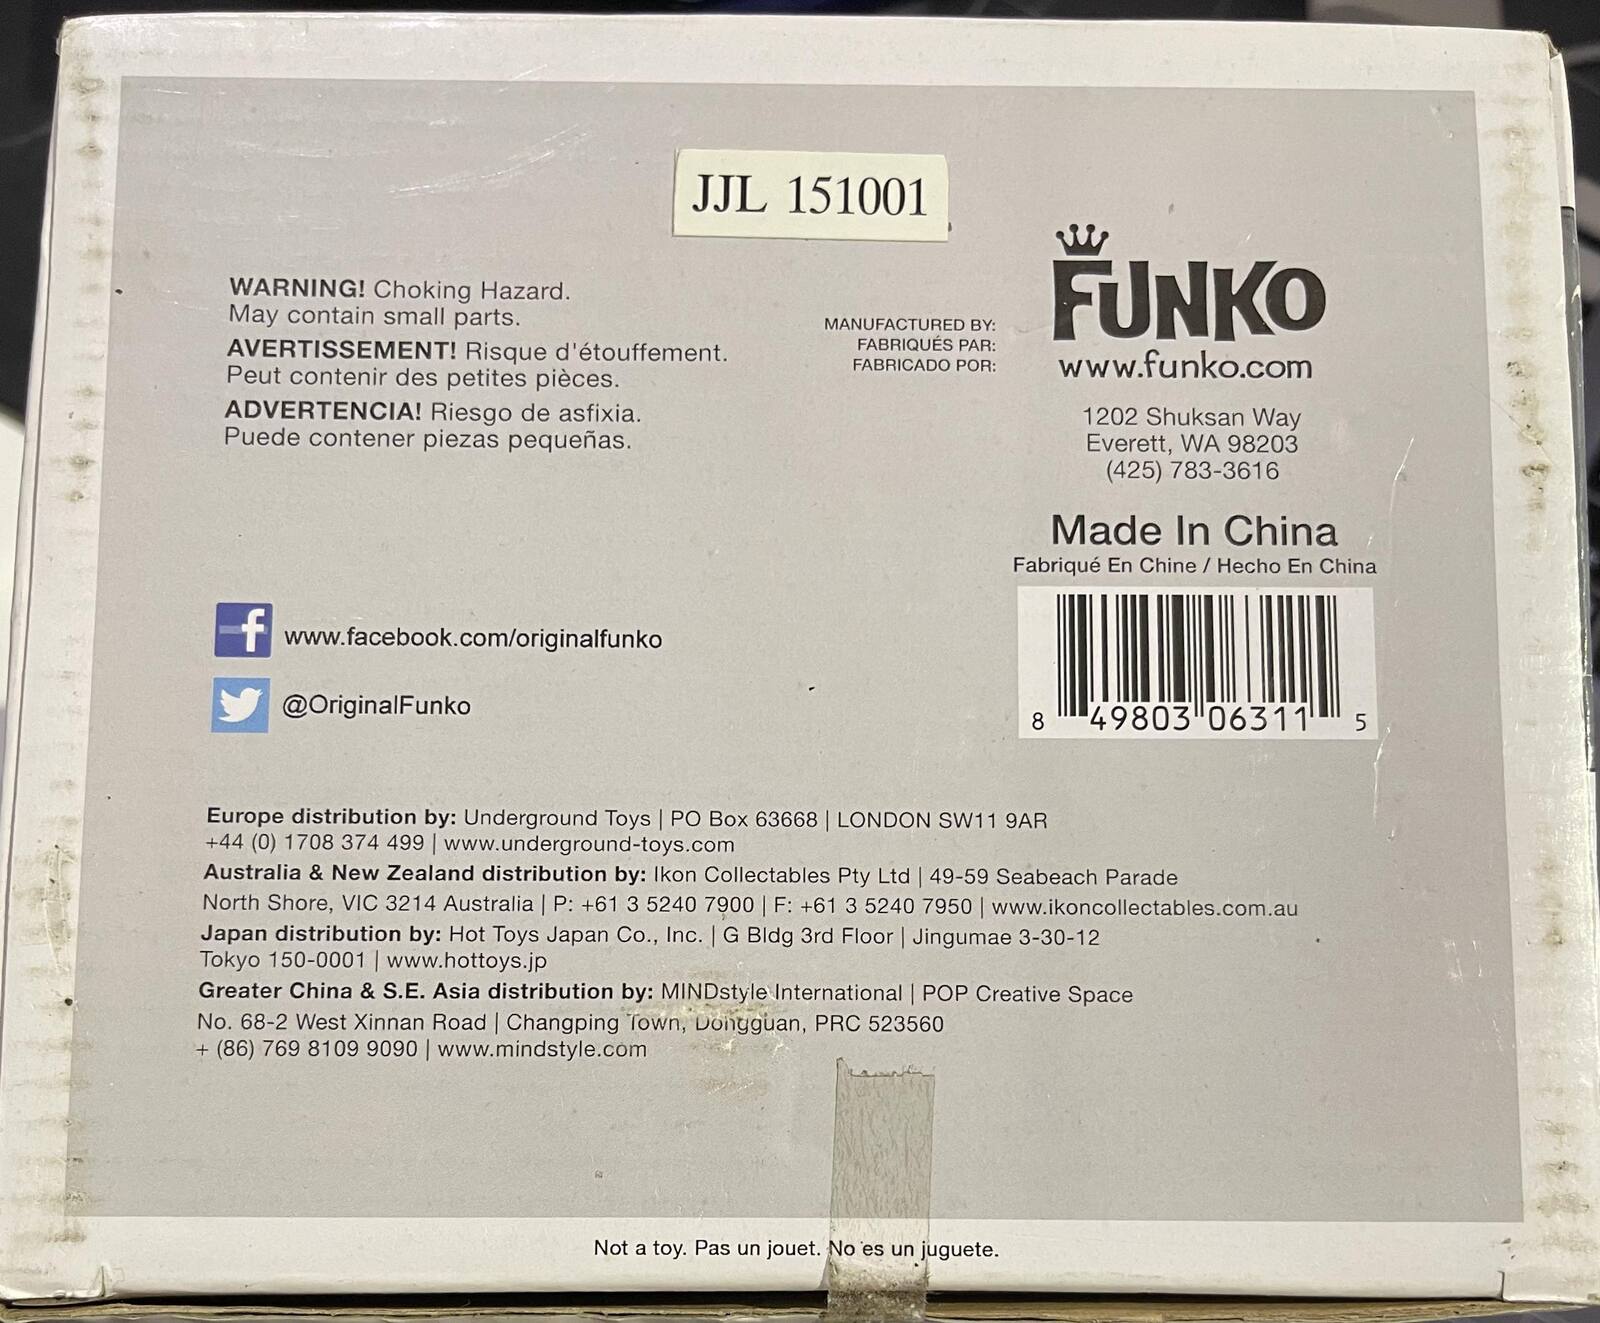 JJL 151001
WARNING! Choking Hazard.
May contain small parts.
AVERTISSEMENT! Risque d'étouffement.
Peut contenir des petites pièces.
ADVERTENCIA! Riesgo de asfixia.
Puede contener piezas pequeñas.
MANUFACTURED BY:
FABRIQUÉS PAR:
FABRICADO POR:
FUNKO
www.funko.com
1202 Shuksan Way
Everett, WA 98203
(425) 783-3616
Made In China
Fabriqué En Chine / Hecho En China
8 49803 06311 5
f www.facebook.com/originalfunko
@OriginalFunko
Europe distribution by: Underground Toys | PO Box 63668 | LONDON SW11 9AR
+44 (0) 1708 374 499 | www.underground-toys.com
Australia & New Zealand distribution by: Ikon Collectables Pty Ltd | 49-59 Seabeach Parade
North Shore, VIC 3214 Australia | P: +61 3 5240 7900 | F: +61 3 5240 7950 | www.ikoncollectables.com.au
Japan distribution by: Hot Toys Japan Co., Inc. | G Bldg 3rd Floor | Jingumae 3-30-12
Tokyo 150-0001 | www.hottoys.jp
Greater China & S.E. Asia distribution by: MINDstyle International | POP Creative Space
No. 68-2 West Xinnan Road | Changping Town, Dongguan, PRC 523560
+ (86) 769 8109 9090 | www.mindstyle.com
Not a toy. Pas un jouet. No es un juguete.